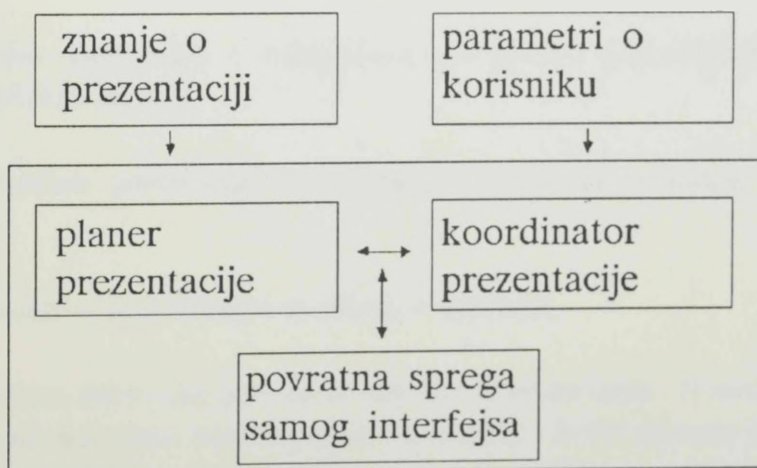 znanje o
prezentaciji
parametri o
korisniku
planer
prezentacije
koordinator
prezentacije
povratna sprega
samog interfejsa